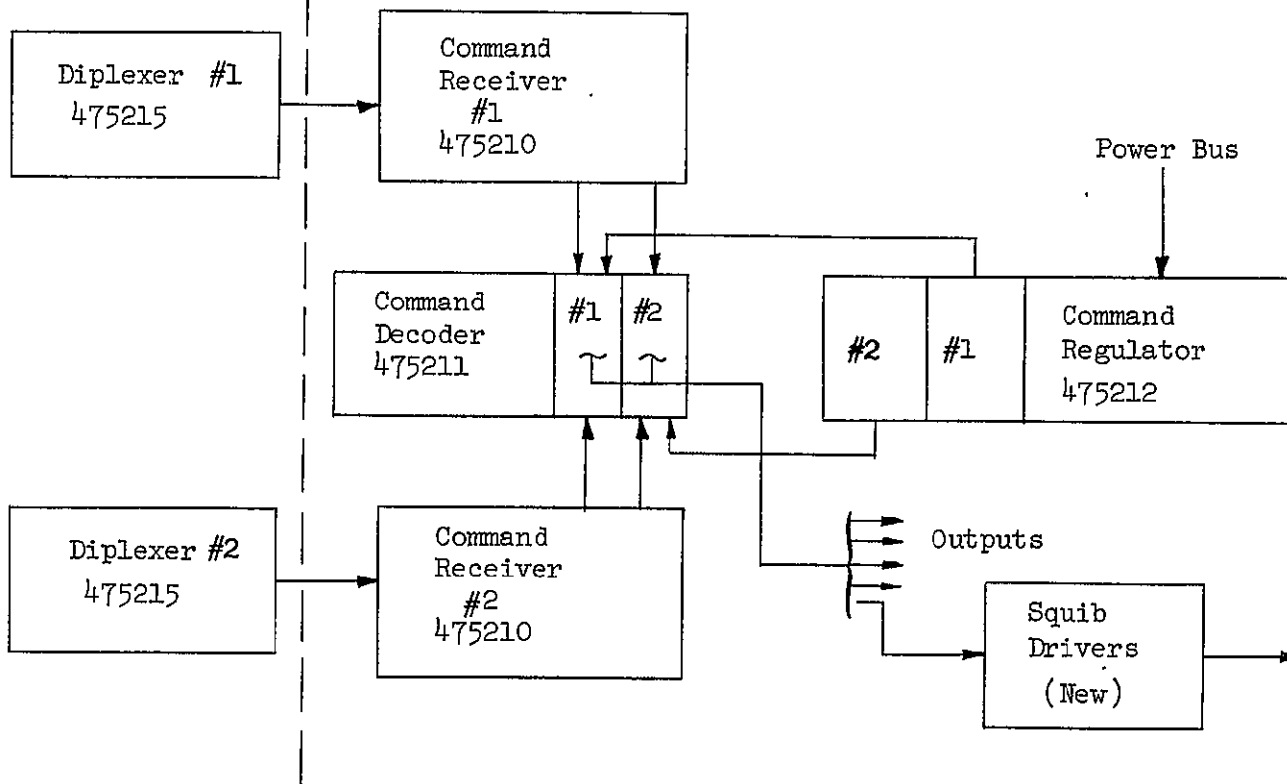 Diplexer #1
475215
Command
Receiver
#1
475210
Power Bus
Command
Decoder
475211
#1
#2
#2
#1
Command
Regulator
475212
Diplexer #2
475215
Command
Receiver
#2
475210
Outputs
Squib
Drivers
(New)